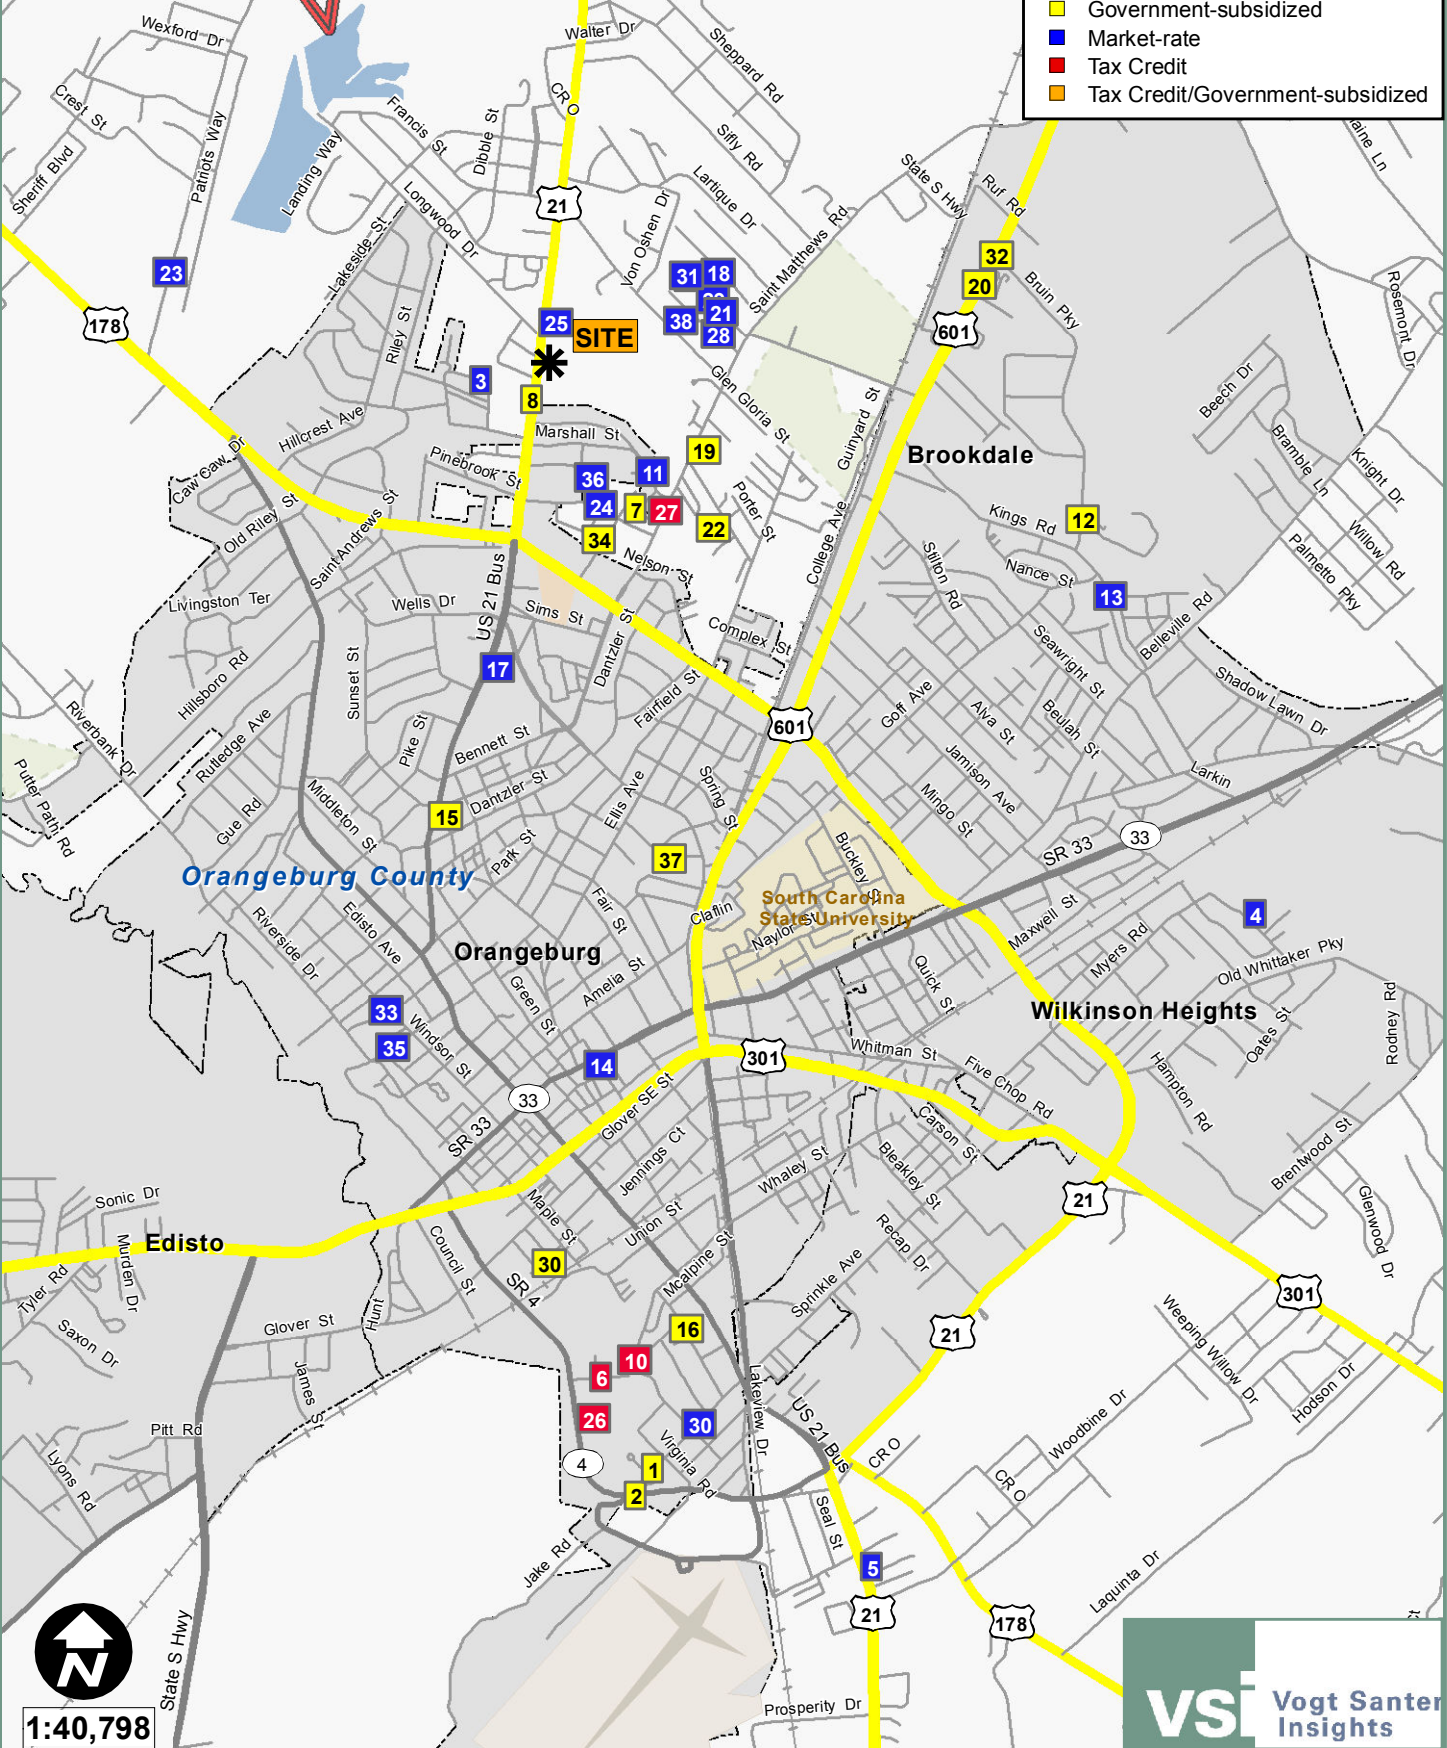 Government-subsidized
Market-rate
Tax Credit
Tax Credit/Government-subsidized
Wexford Dr
Walter Dr
Sheppard Rd
Crest St
CR O
Francis St
Dibble St
Sifly Rd
Patriots Way
Landing Way
Sheriff Blvd
Lartique Dr
State S Hwy
Ruf Rd
Longwood Dr
21
Von Oshen Dr
Saint Matthews Rd
Lakeside St
32
23
31
18
20
Bruin Pky
Rosemont Dr
178
Riley St
25
SITE
38
21
28
601
3
8
Glen Gloria St
Guinyard St
Beech Dr
Hillcrest Ave
Marshall St
Caw Caw Dr
Pinebrook St
19
Brookdale
Bramble Ln
Knight Dr
36
11
24
7
27
Porter St
22
34
Kings Rd
12
Old Riley St
Saint Andrews St
College Ave
Willow Rd
Palmetto Pky
Stilton Rd
Nelson St
US 21 Bus
Nance St
13
Livingston Ter
Wells Dr
Sims St
Dantzler St
Complex St
Belleville Rd
Seawright St
Hillsboro Rd
Sunset St
17
Fairfield St
Shadow Lawn Dr
Riverbank Dr
Rutledge Ave
Pike St
Bennett St
601
Goff Ave
Alva St
Beulah St
Putter Path Rd
Gue Rd
Middleton St
Dantzler St
Ellis Ave
Spring St
Jamison Ave
Mingo St
Larkin
15
Park St
33
SR 33
37
Buckley St
Orangeburg County
South Carolina
State University
Naylor St
Claflin
Fair St
Riverside Dr
Edisto Ave
Maxwell St
Myers Rd
4
Orangeburg
Old Whittaker Pky
Green St
Amelia St
Quick St
Wilkinson Heights
33
35
Windsor St
Oates St
Rodney Rd
14
301
Whitman St
Five Chop Rd
Hampton Rd
33
Glover SE St
SR 33
Jennings Ct
Carson St
Whaley St
Bleakley St
Brentwood St
21
Sonic Dr
Maple St
Union St
Recap Dr
Glenwood Dr
Edisto
Murden Dr
Council St
30
Mcalpine St
Sprinkle Ave
Tyler Rd
SR 4
301
Glover St
Hunt
16
21
Weeping Willow Dr
Saxon Dr
10
6
James St
Lakeview Dr
Hodson Dr
26
30
US 21 Bus
Woodbine Dr
Pitt Rd
Virginia Rd
CR O
Lyons Rd
4
1
2
CR O
Seal St
Jake Rd
5
Laquinta Dr
21
178
N
State S Hwy
1:40,798
Prosperity Dr
vsi
Vogt Santer
Insights